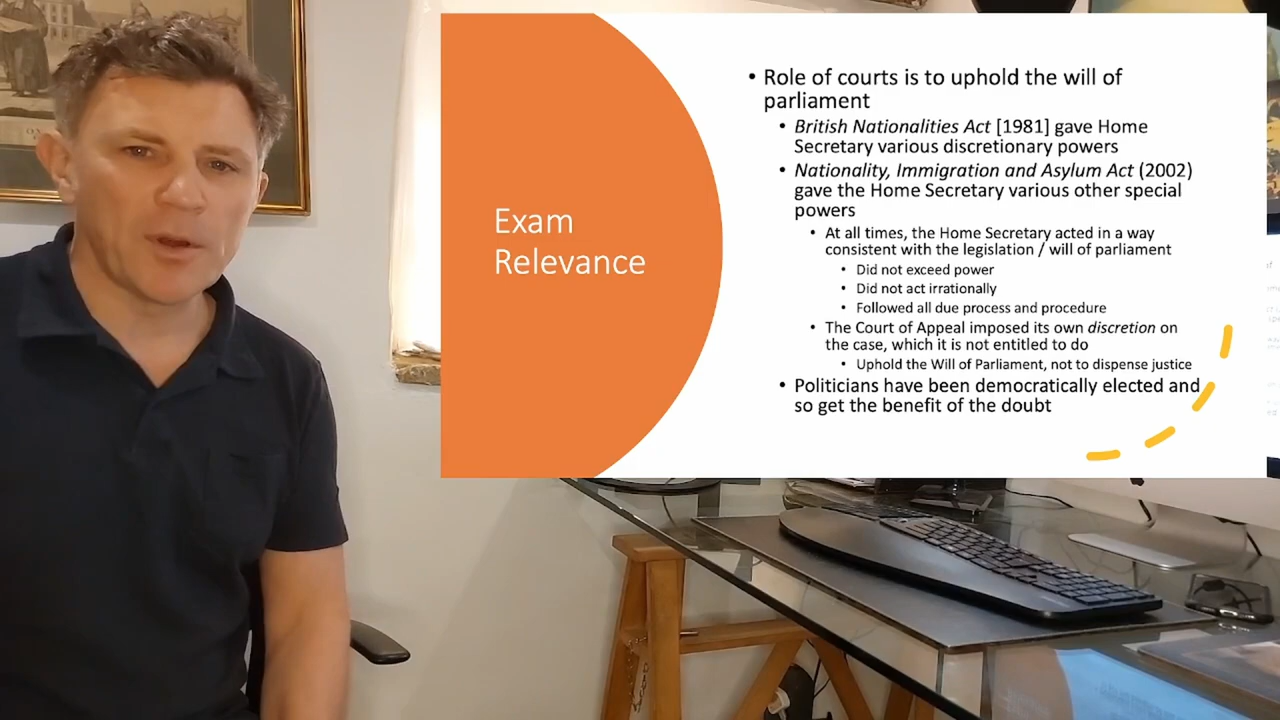 Exam
Relevance
• Role of courts is to uphold the will of
parliament
• British Nationalities Act [1981] gave Home
Secretary various discretionary powers
• Nationality, Immigration and Asylum Act (2002)
gave the Home Secretary various other special
powers
• At all times, the Home Secretary acted in a way
consistent with the legislation / will of parliament
• Did not exceed power
• Did not act irrationally
• Followed all due process and procedure
• The Court of Appeal imposed its own discretion on
the case, which it is not entitled to do
• Uphold the Will of Parliament, not to dispense justice
• Politicians have been democratically elected and
so get the benefit of the doubt